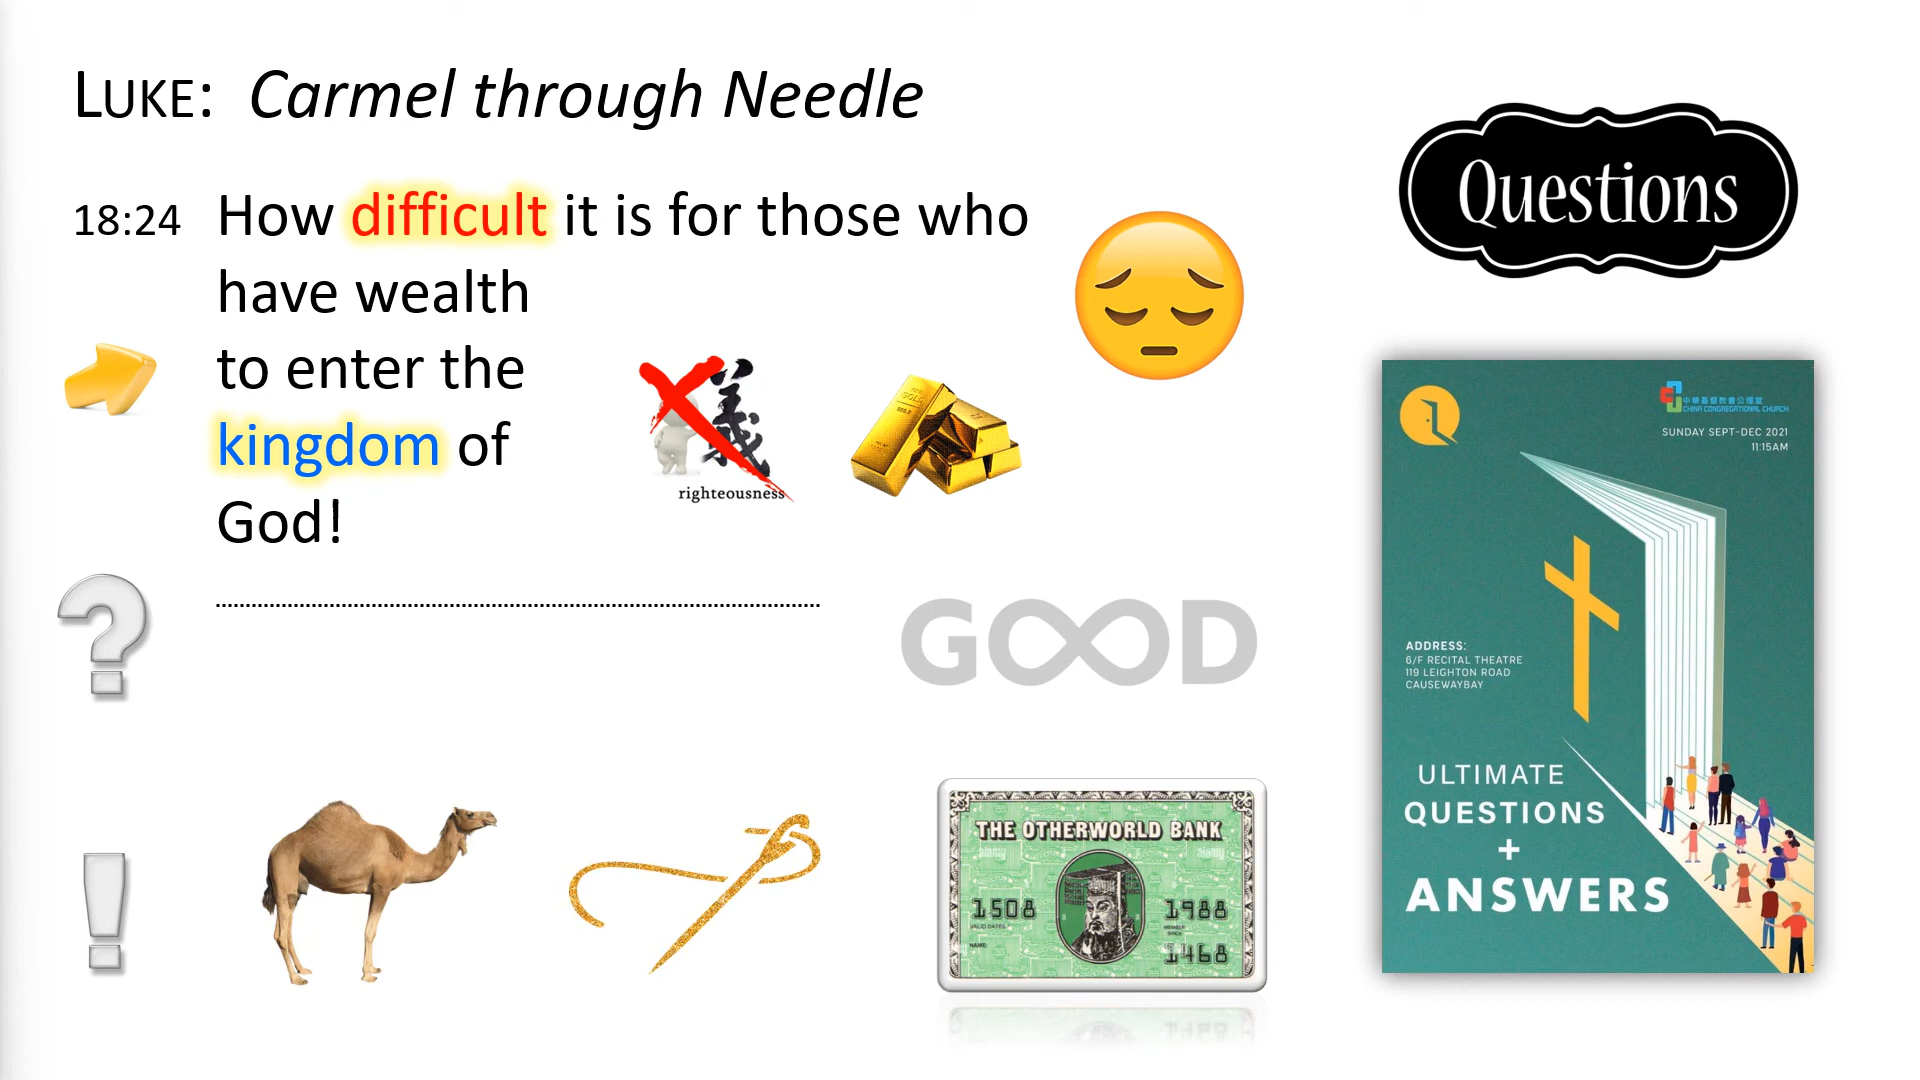 LUKE: Carmel through Needle
18:24 How difficult it is for those who
have wealth
to enter the
kingdom of
God!
義
righteousness
GOOD
THE OTHERWORLD BANK
1508
1988
VALID DATES
MEMBER
SINCE
NAME:
1468
Questions
中華基督教會公理堂
CHINA CONGREGATIONAL CHURCH
SUNDAY SEPT-DEC 2021
11:15AM
ADDRESS:
6/F RECITAL THEATRE
119 LEIGHTON ROAD
CAUSEWAYBAY
ULTIMATE
QUESTIONS
+
ANSWERS